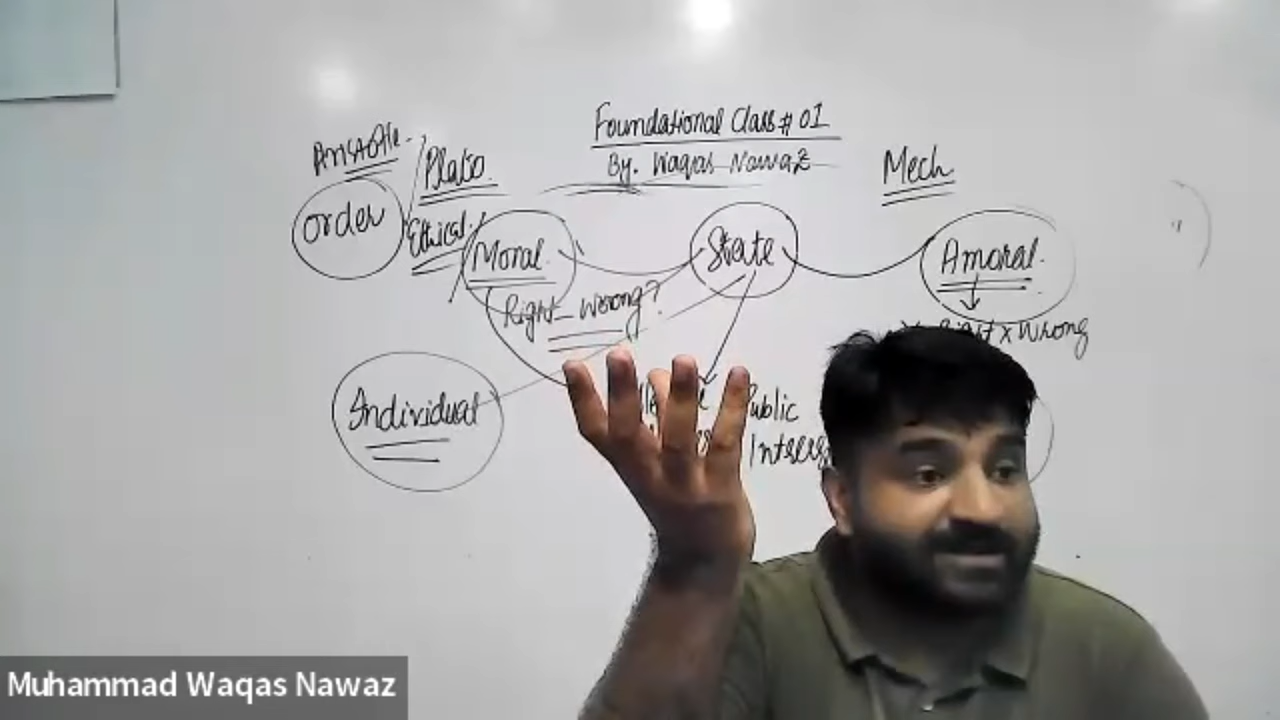 Foundational Class # 01
By. Waqas Nawaz
Aristotle.
Plato.
Mech
order
Ethical
Moral.
State
Amoral.
Right - Wrong?
Right x Wrong
Individual
Public
Interes
Muhammad Waqas Nawaz